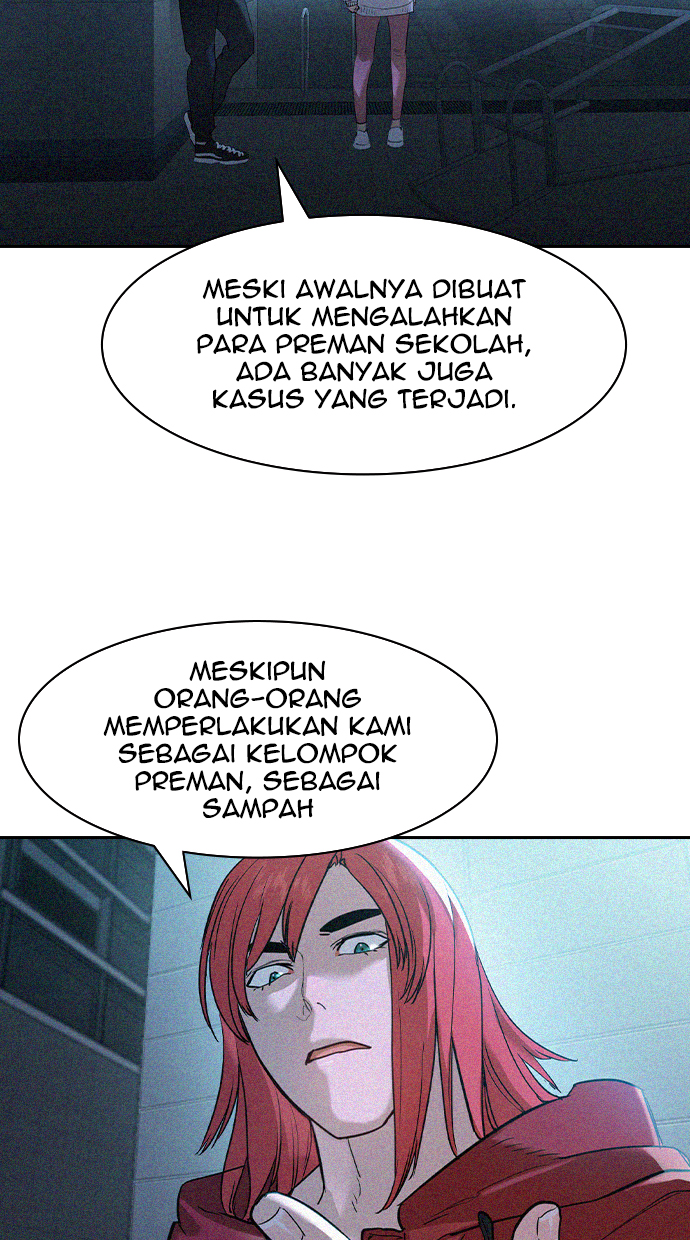 MESKI AWALNYA DIBUAT
UNTUK MENGALAHKAN
PARA PREMAN SEKOLAH,
ADA BANYAK JUGA
KASUS YANG TERJADI.
MESKIPUN
ORANG-ORANG
MEMPERLAKUKAN KAMI
SEBAGAI KELOMPOK
PREMAN, SEBAGAI
SAMPAH